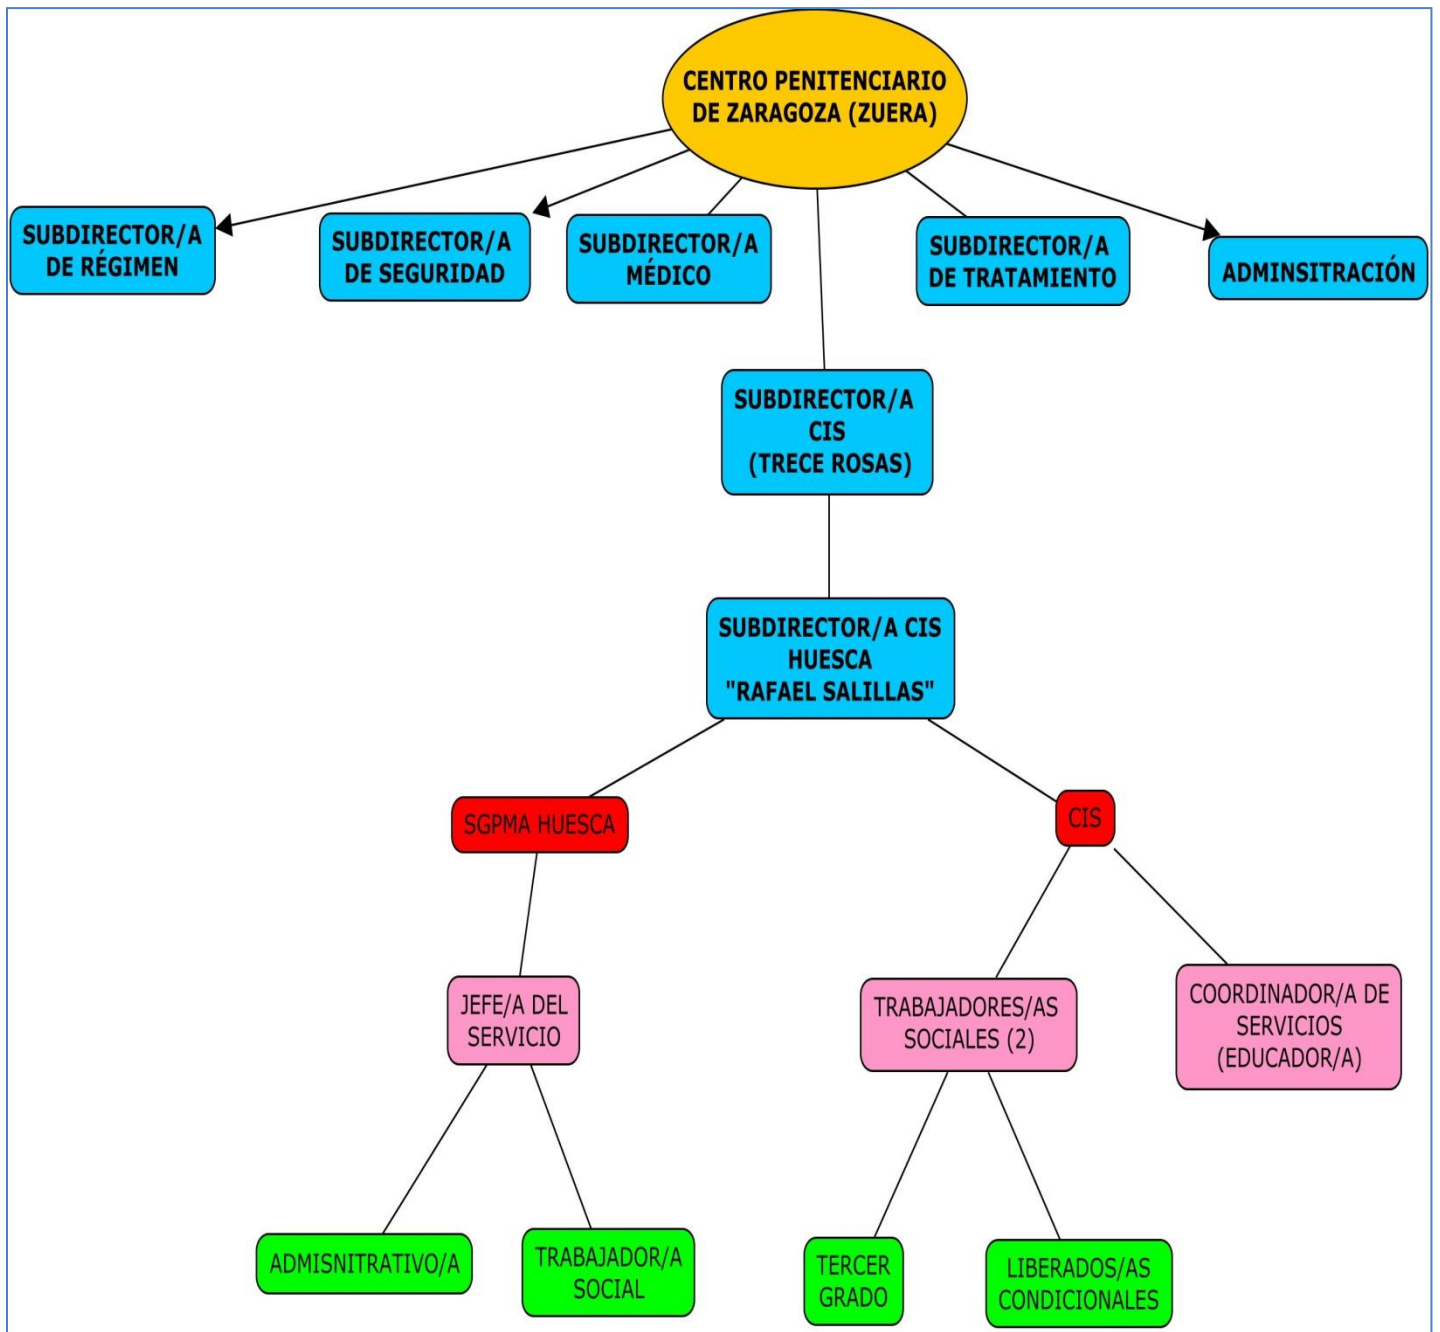 CENTRO PENITENCIARIO
DE ZARAGOZA (ZUERA)
SUBDIRECTOR/A
DE RÉGIMEN
SUBDIRECTOR/A
DE SEGURIDAD
SUBDIRECTOR/A
MÉDICO
SUBDIRECTOR/A
DE TRATAMIENTO
ADMINSITRACIÓN
SUBDIRECTOR/A
CIS
(TRECE ROSAS)
SUBDIRECTOR/A CIS
HUESCA
"RAFAEL SALILLAS"
SGPMA HUESCA
CIS
JEFE/A DEL
SERVICIO
TRABAJADORES/AS
SOCIALES (2)
COORDINADOR/A DE
SERVICIOS
(EDUCADOR/A)
ADMISNITRATIVO/A
TRABAJADOR/A
SOCIAL
TERCER
GRADO
LIBERADOS/AS
CONDICIONALES